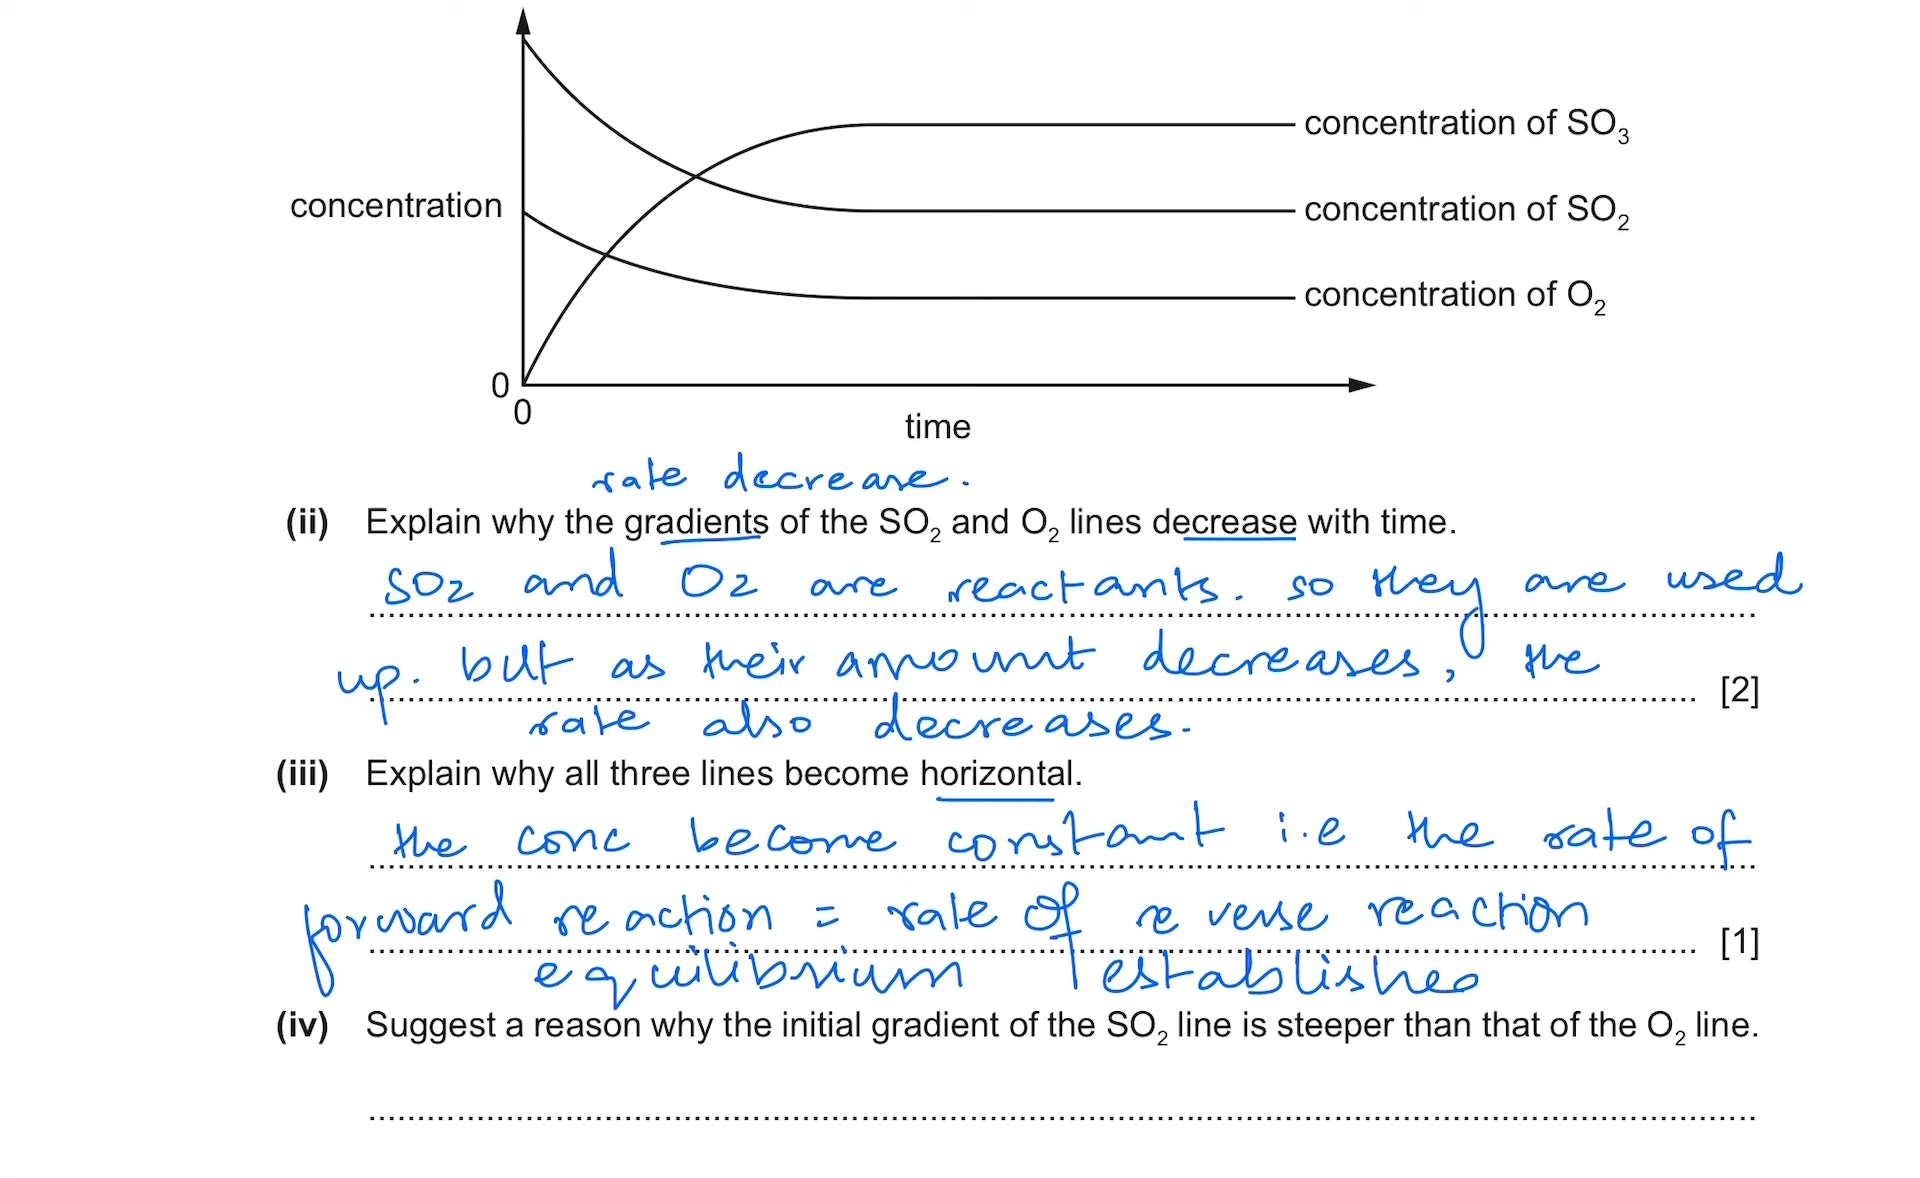 concentration of SO₃
concentration
concentration of SO₂
concentration of O₂
0
0
time
rate decrease.
(ii) Explain why the gradients of the SO₂ and O₂ lines decrease with time.
SO2 and O2 are reactants. so they are used
up. but as their amount decreases, the
[2]
rate also decreases.
(iii) Explain why all three lines become horizontal.
the conc become constant i.e the rate of
forward reaction = rate of reverse reaction
[1]
equilibrium established
(iv) Suggest a reason why the initial gradient of the SO₂ line is steeper than that of the O₂ line.